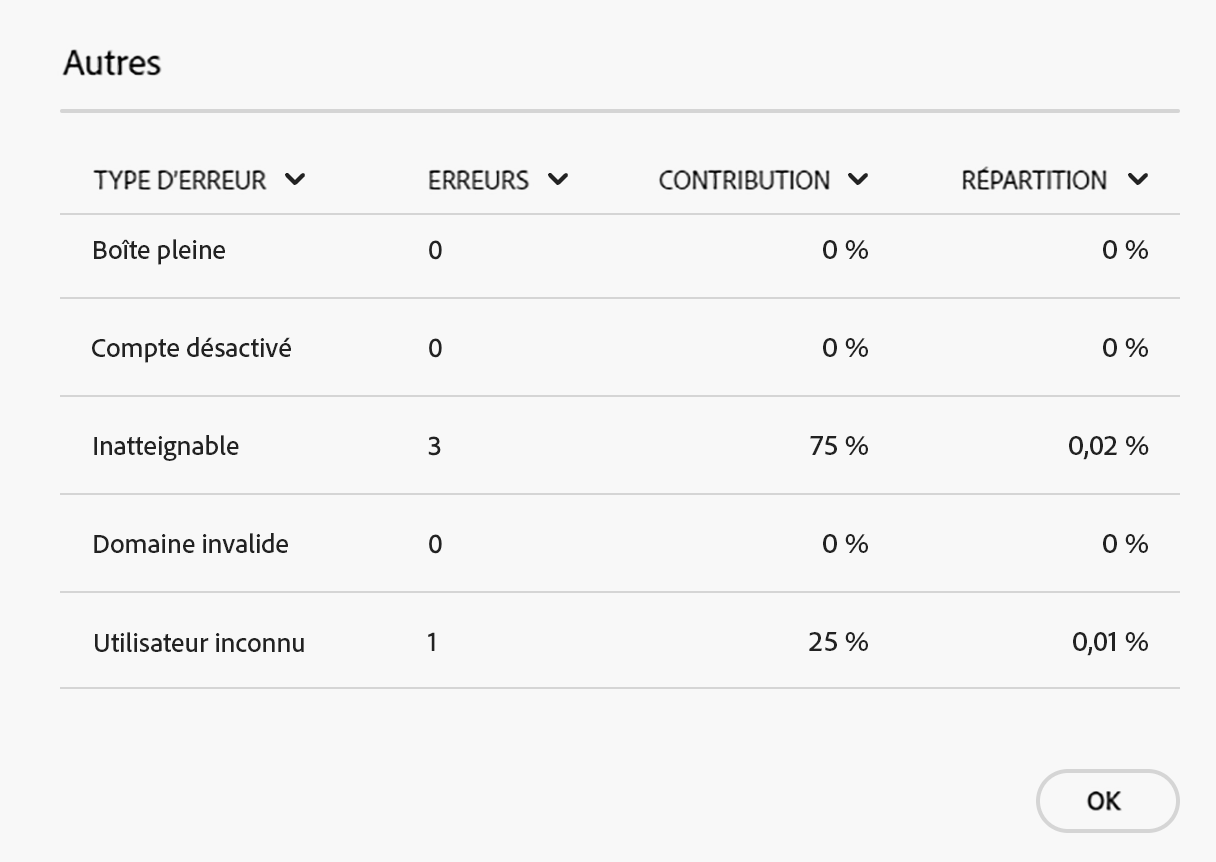 Autres
TYPE D'ERREUR ERREURS CONTRIBUTION RÉPARTITION
Boîte pleine 0 0 % 0 %
Compte désactivé 0 0 % 0 %
Inatteignable 3 75 % 0,02 %
Domaine invalide 0 0 % 0 %
Utilisateur inconnu 1 25 % 0,01 %
OK